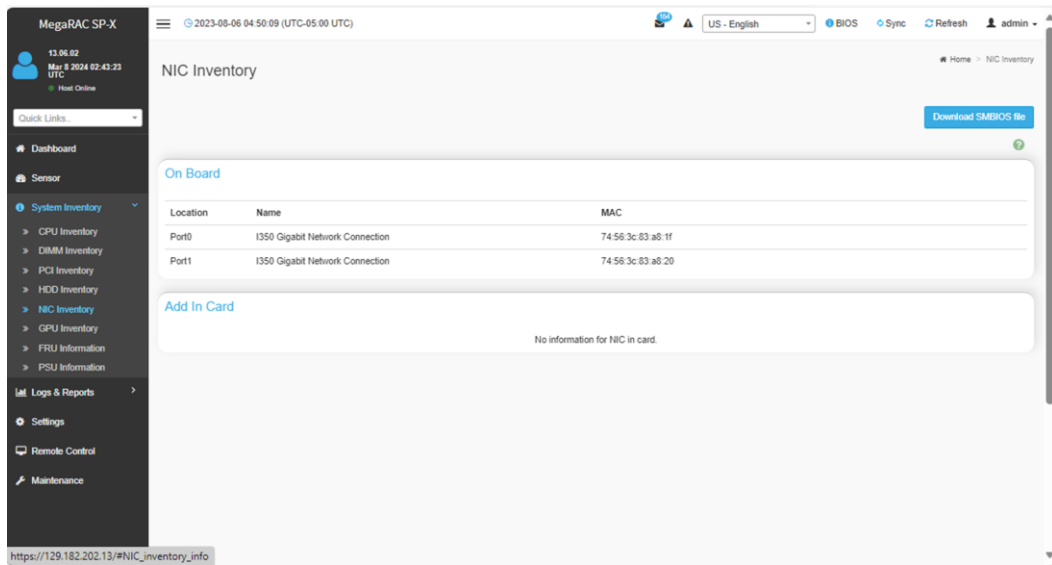 MegaRAC SP-X
2023-08-06 04:50:09 (UTC-05:00 UTC)
104
US - English
BIOS
Sync
Refresh
admin
13.06.02
Mar 8 2024 02:43:23
UTC
Host Online
NIC Inventory
Home > NIC Inventory
Quick Links..
Download SMBIOS file
Dashboard
Sensor
System Inventory
CPU Inventory
DIMM Inventory
PCI Inventory
HDD Inventory
NIC Inventory
GPU Inventory
FRU Information
PSU Information
Logs & Reports
Settings
Remote Control
Maintenance
On Board
Location Name MAC
Port0 I350 Gigabit Network Connection 74:56:3c:83:a8:1f
Port1 I350 Gigabit Network Connection 74:56:3c:83:a8:20
Add In Card
No information for NIC in card.
https://129.182.202.13/#NIC_inventory_info